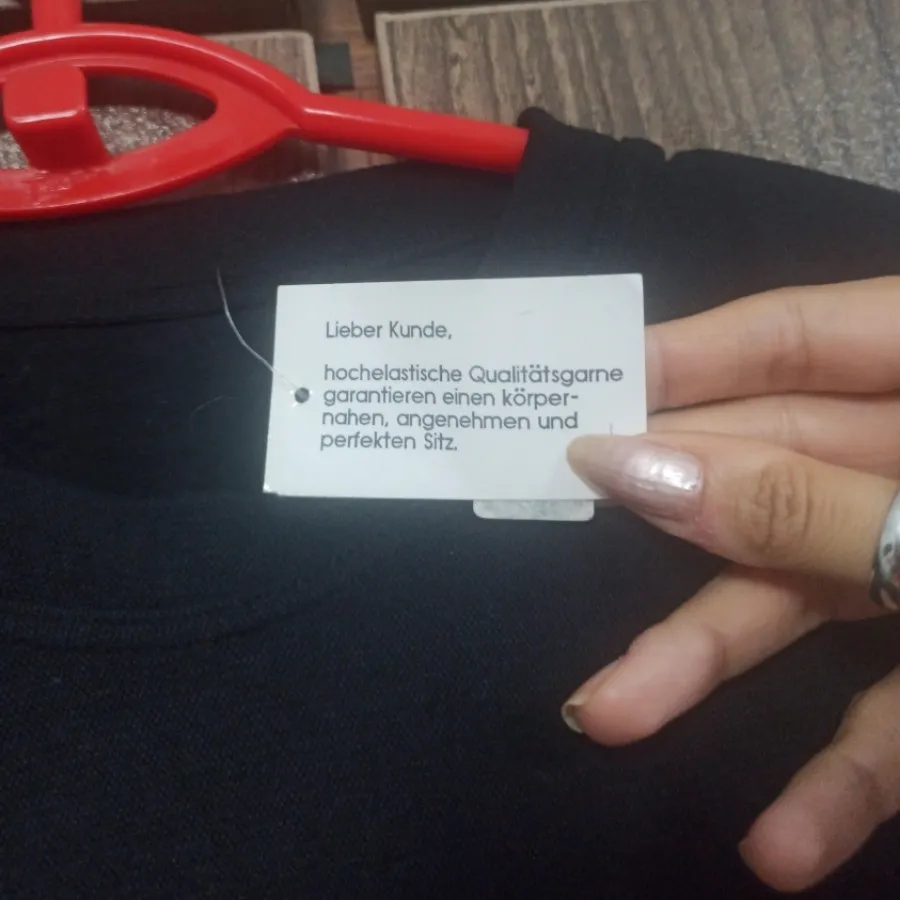 Lieber Kunde,
hochelastische Qualitätsgarne
garantieren einen körper-
nahen, angenehmen und
perfekten Sitz.